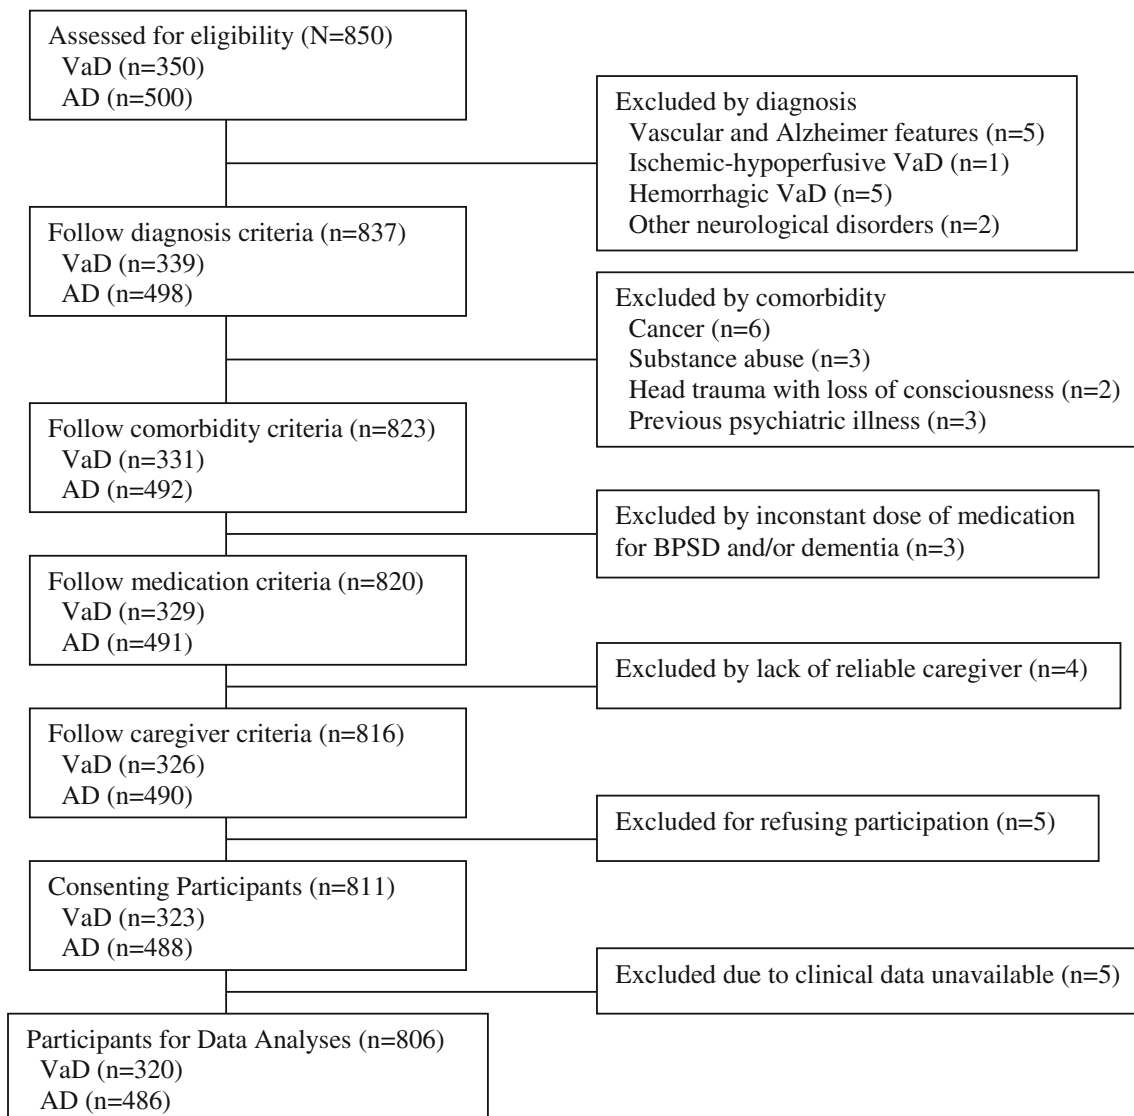 Assessed for eligibility (N=850)
VaD (n=350)
AD (n=500)
Excluded by diagnosis
Vascular and Alzheimer features (n=5)
Ischemic-hypoperfusive VaD (n=1)
Hemorrhagic VaD (n=5)
Other neurological disorders (n=2)
Follow diagnosis criteria (n=837)
VaD (n=339)
AD (n=498)
Excluded by comorbidity
Cancer (n=6)
Substance abuse (n=3)
Head trauma with loss of consciousness (n=2)
Previous psychiatric illness (n=3)
Follow comorbidity criteria (n=823)
VaD (n=331)
AD (n=492)
Excluded by inconstant dose of medication
for BPSD and/or dementia (n=3)
Follow medication criteria (n=820)
VaD (n=329)
AD (n=491)
Excluded by lack of reliable caregiver (n=4)
Follow caregiver criteria (n=816)
VaD (n=326)
AD (n=490)
Excluded for refusing participation (n=5)
Consenting Participants (n=811)
VaD (n=323)
AD (n=488)
Excluded due to clinical data unavailable (n=5)
Participants for Data Analyses (n=806)
VaD (n=320)
AD (n=486)